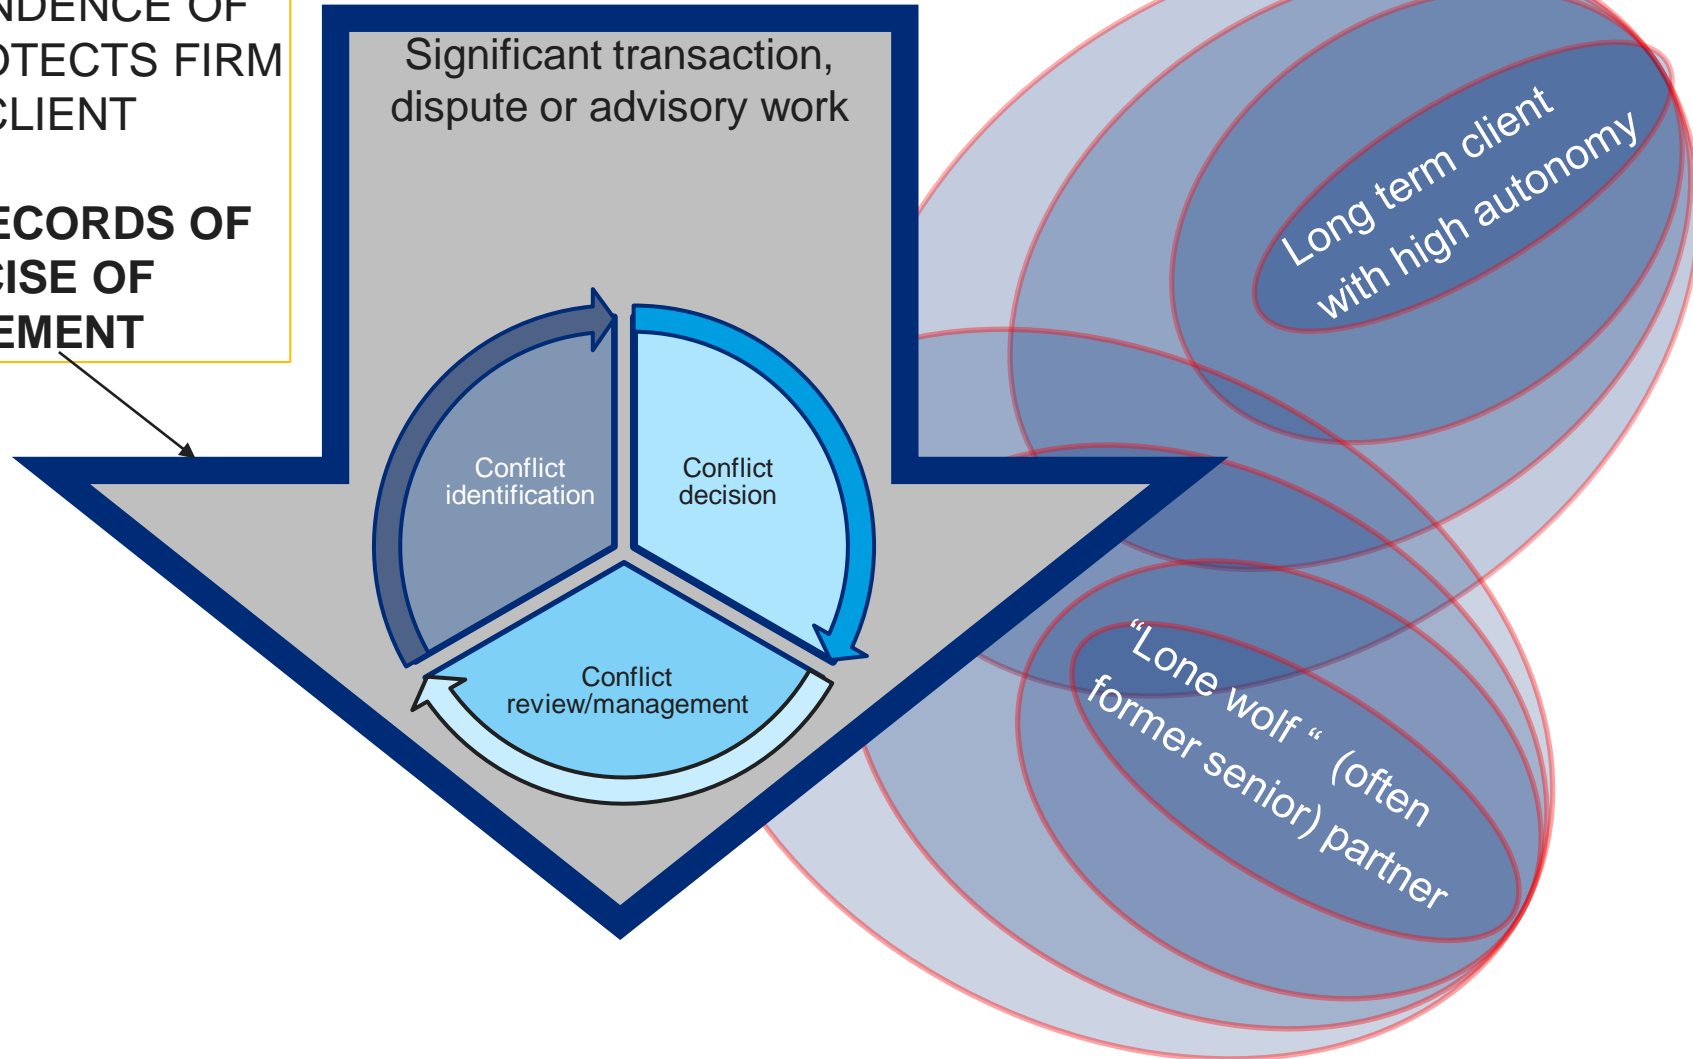 NDENCE OF
OTECTS FIRM
CLIENT
ECORDS OF
CISE OF
EMENT
Significant transaction,
dispute or advisory work
Conflict
identification
Conflict
decision
Conflict
review/management
Long term client
with high autonomy
“Lone wolf “ (often
former senior) partner